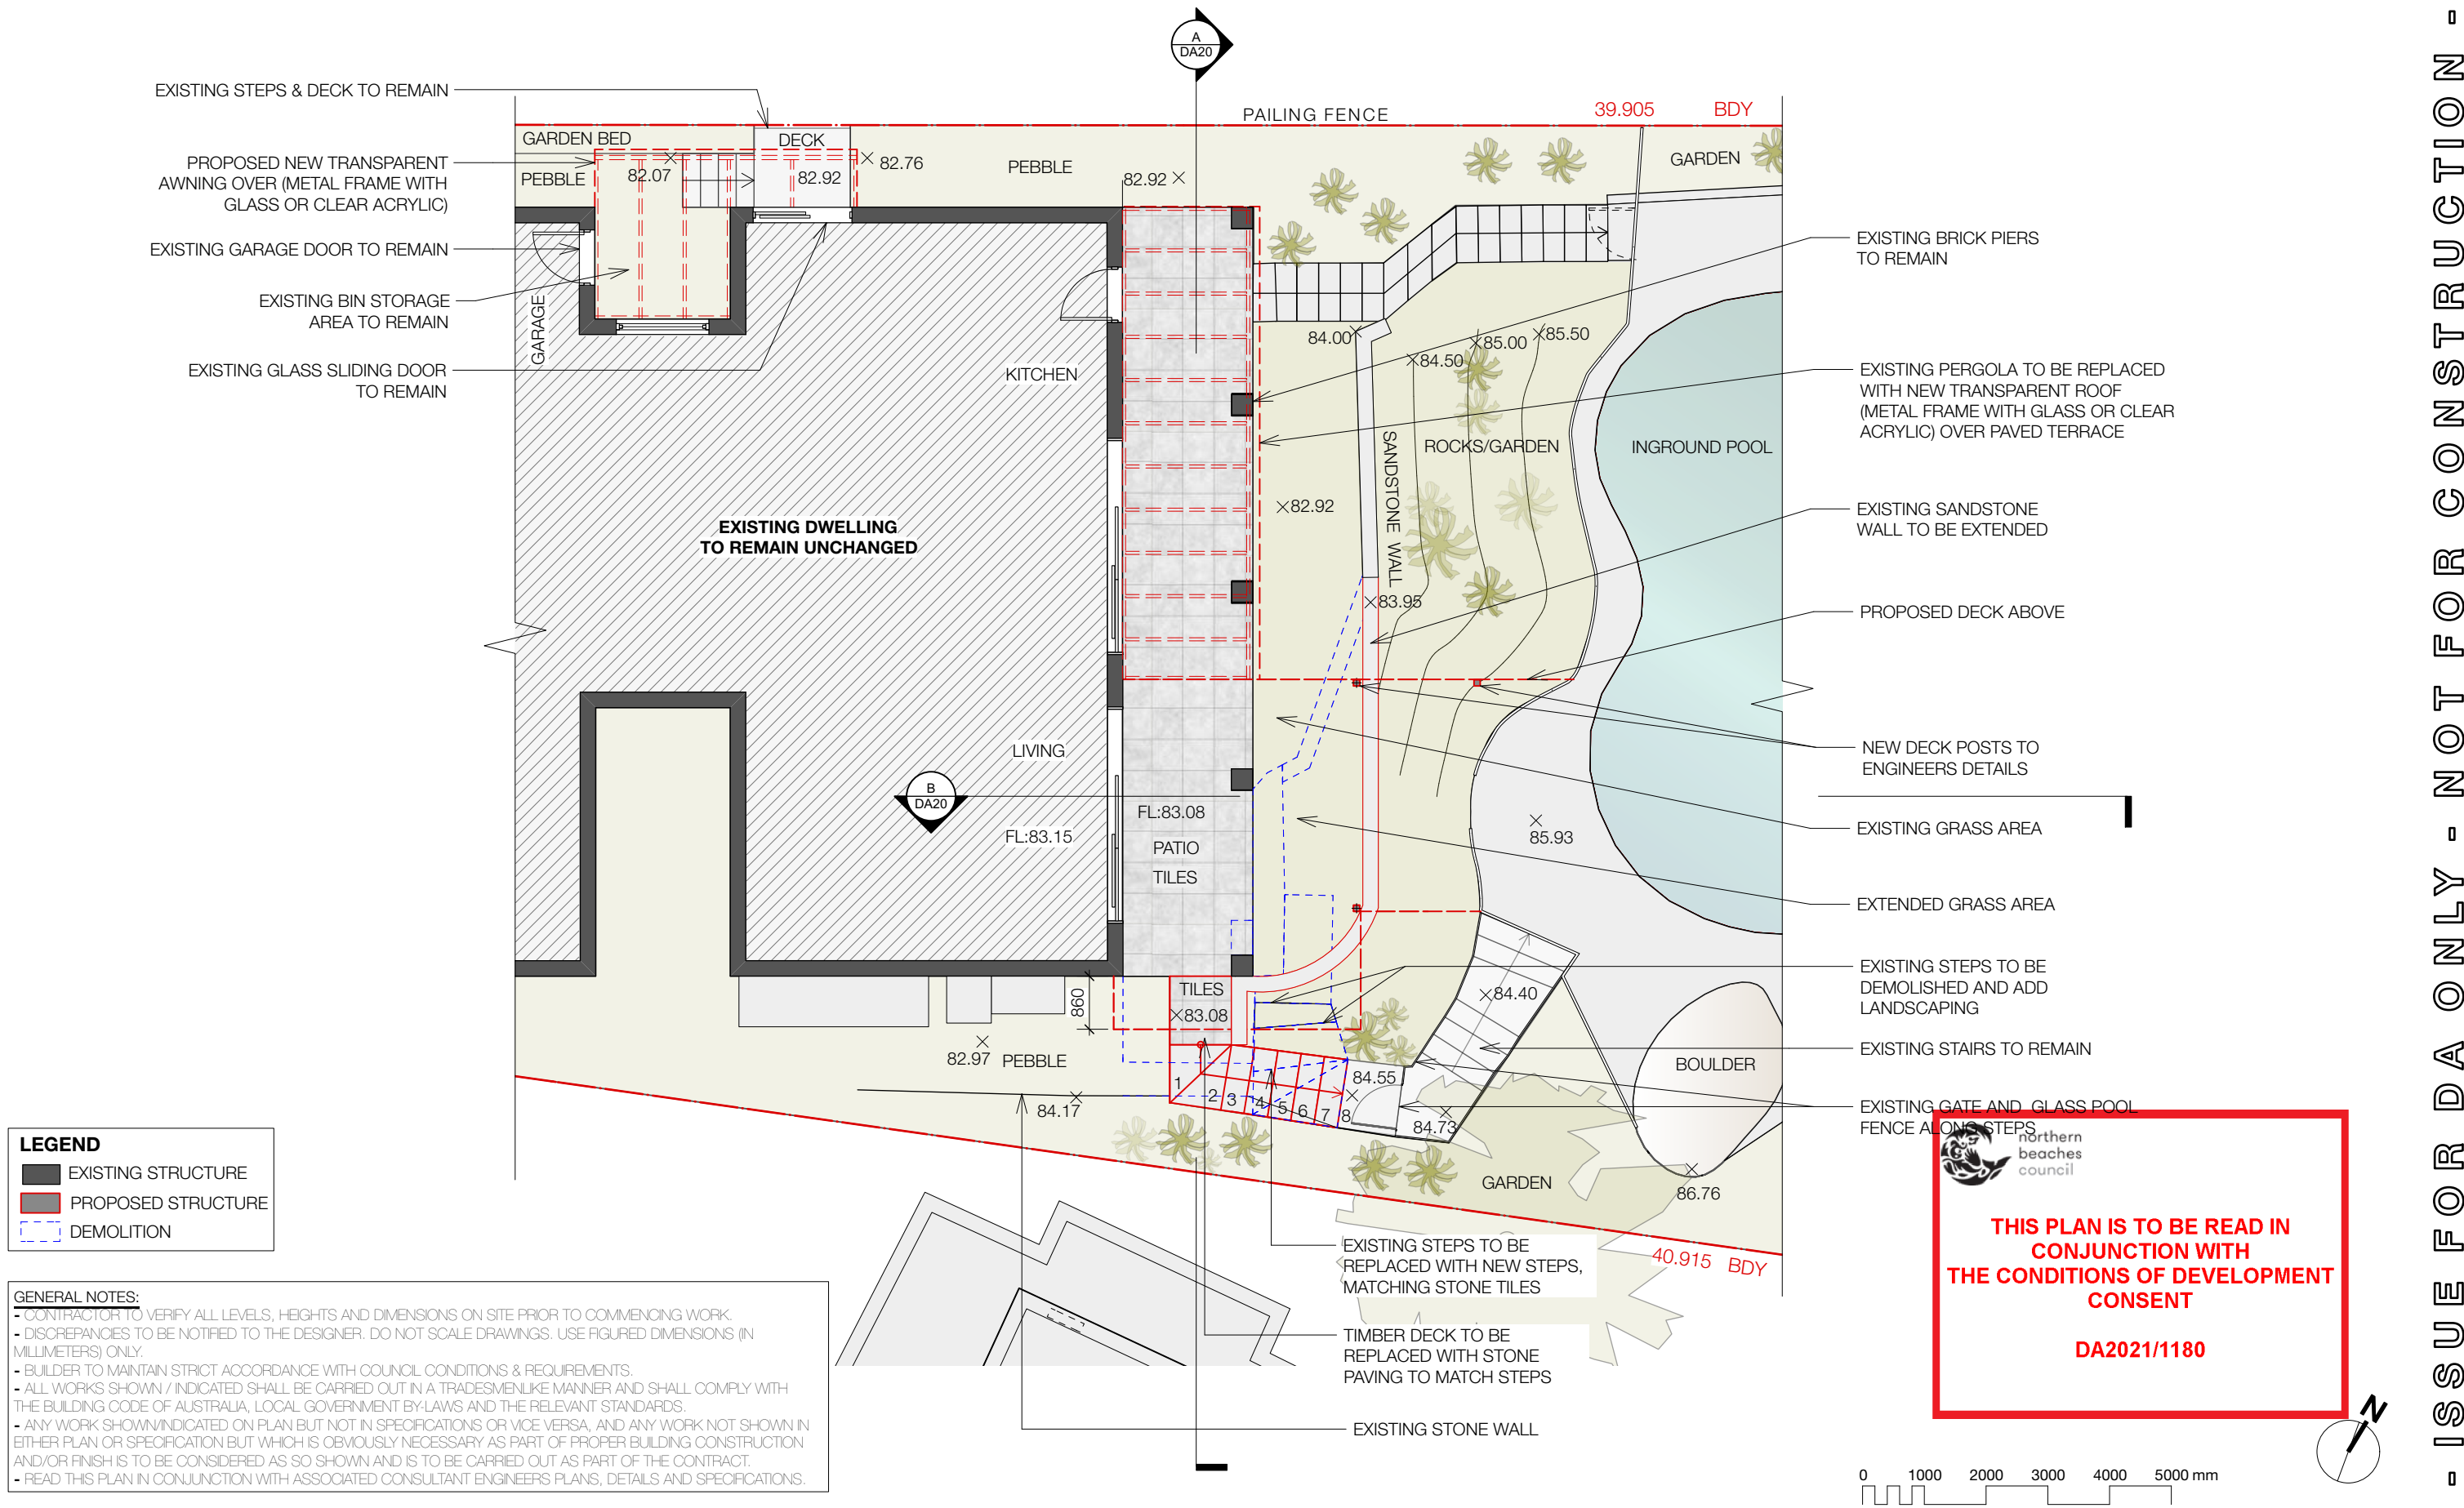 A
DA20
PAILING FENCE
39.905 BDY
EXISTING STEPS & DECK TO REMAIN
PROPOSED NEW TRANSPARENT
AWNING OVER (METAL FRAME WITH
GLASS OR CLEAR ACRYLIC)
EXISTING GARAGE DOOR TO REMAIN
EXISTING BIN STORAGE
AREA TO REMAIN
EXISTING GLASS SLIDING DOOR
TO REMAIN
GARDEN BED
DECK
PEBBLE
82.07
82.92
82.76
PEBBLE
82.92
GARDEN
GARAGE
KITCHEN
84.00
84.50
85.00
85.50
SANDSTONE WALL
ROCKS/GARDEN
INGROUND POOL
82.92
EXISTING DWELLING
TO REMAIN UNCHANGED
83.95
LIVING
B
DA20
FL:83.15
FL:83.08
PATIO
TILES
85.93
TILES
83.08
860
84.40
82.97 PEBBLE
84.17
1
2
3
4
5
6
7
8
84.55
84.73
BOULDER
GARDEN
86.76
40.915 BDY
EXISTING BRICK PIERS
TO REMAIN
EXISTING PERGOLA TO BE REPLACED
WITH NEW TRANSPARENT ROOF
(METAL FRAME WITH GLASS OR CLEAR
ACRYLIC) OVER PAVED TERRACE
EXISTING SANDSTONE
WALL TO BE EXTENDED
PROPOSED DECK ABOVE
NEW DECK POSTS TO
ENGINEERS DETAILS
EXISTING GRASS AREA
EXTENDED GRASS AREA
EXISTING STEPS TO BE
DEMOLISHED AND ADD
LANDSCAPING
EXISTING STAIRS TO REMAIN
EXISTING GATE AND GLASS POOL
FENCE ALONG STEPS
EXISTING STEPS TO BE
REPLACED WITH NEW STEPS,
MATCHING STONE TILES
TIMBER DECK TO BE
REPLACED WITH STONE
PAVING TO MATCH STEPS
EXISTING STONE WALL
LEGEND
EXISTING STRUCTURE
PROPOSED STRUCTURE
DEMOLITION
GENERAL NOTES:
- CONTRACTOR TO VERIFY ALL LEVELS, HEIGHTS AND DIMENSIONS ON SITE PRIOR TO COMMENCING WORK.
- DISCREPANCIES TO BE NOTIFIED TO THE DESIGNER. DO NOT SCALE DRAWINGS. USE FIGURED DIMENSIONS (IN
MILLIMETERS) ONLY.
- BUILDER TO MAINTAIN STRICT ACCORDANCE WITH COUNCIL CONDITIONS & REQUIREMENTS.
- ALL WORKS SHOWN / INDICATED SHALL BE CARRIED OUT IN A TRADESMENLIKE MANNER AND SHALL COMPLY WITH
THE BUILDING CODE OF AUSTRALIA, LOCAL GOVERNMENT BY-LAWS AND THE RELEVANT STANDARDS.
- ANY WORK SHOWN/INDICATED ON PLAN BUT NOT IN SPECIFICATIONS OR VICE VERSA, AND ANY WORK NOT SHOWN IN
EITHER PLAN OR SPECIFICATION BUT WHICH IS OBVIOUSLY NECESSARY AS PART OF PROPER BUILDING CONSTRUCTION
AND/OR FINISH IS TO BE CONSIDERED AS SO SHOWN AND IS TO BE CARRIED OUT AS PART OF THE CONTRACT.
- READ THIS PLAN IN CONJUNCTION WITH ASSOCIATED CONSULTANT ENGINEERS PLANS, DETAILS AND SPECIFICATIONS.
northern
beaches
council
THIS PLAN IS TO BE READ IN
CONJUNCTION WITH
THE CONDITIONS OF DEVELOPMENT
CONSENT
DA2021/1180
N
0 1000 2000 3000 4000 5000 mm
- ISSUE FOR DA ONLY - NOT FOR CONSTRUCTION -